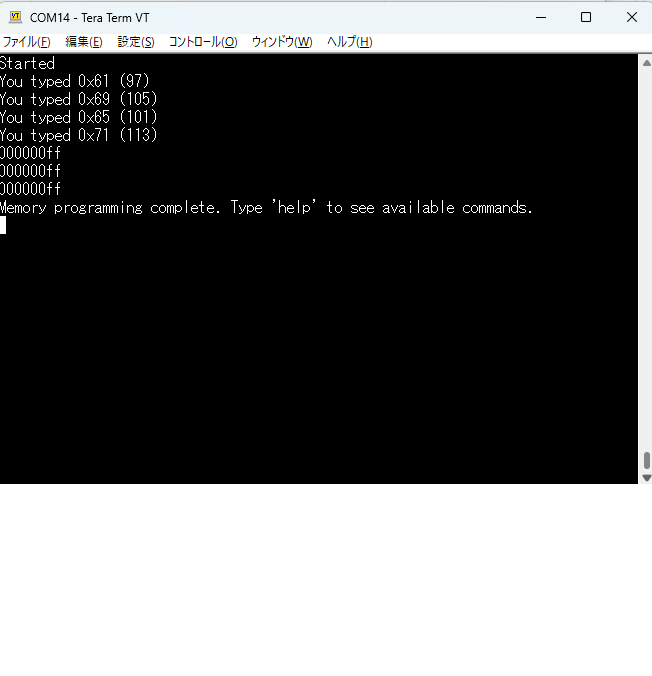 COM14 - Tera Term VT
ファイル(F) 編集(E) 設定(S) コントロール(O) ウィンドウ(W) ヘルプ(H)
Started
You typed 0x61 (97)
You typed 0x69 (105)
You typed 0x65 (101)
You typed 0x71 (113)
000000ff
000000ff
000000ff
Memory programming complete. Type 'help' to see available commands.